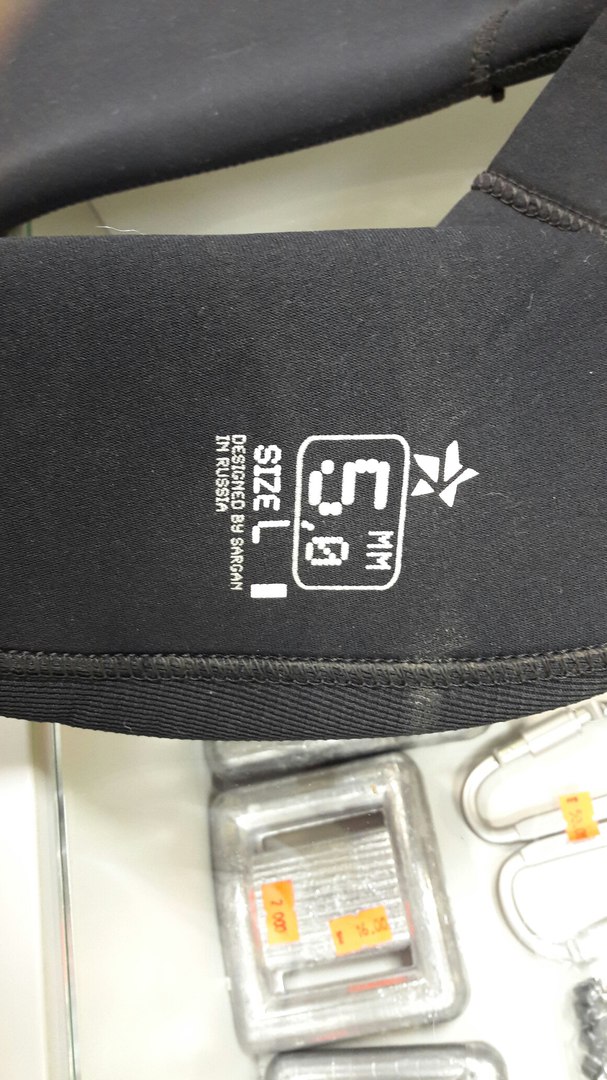 5,0
MM
SIZE L
DESIGNED BY SARGAN
IN RUSSIA